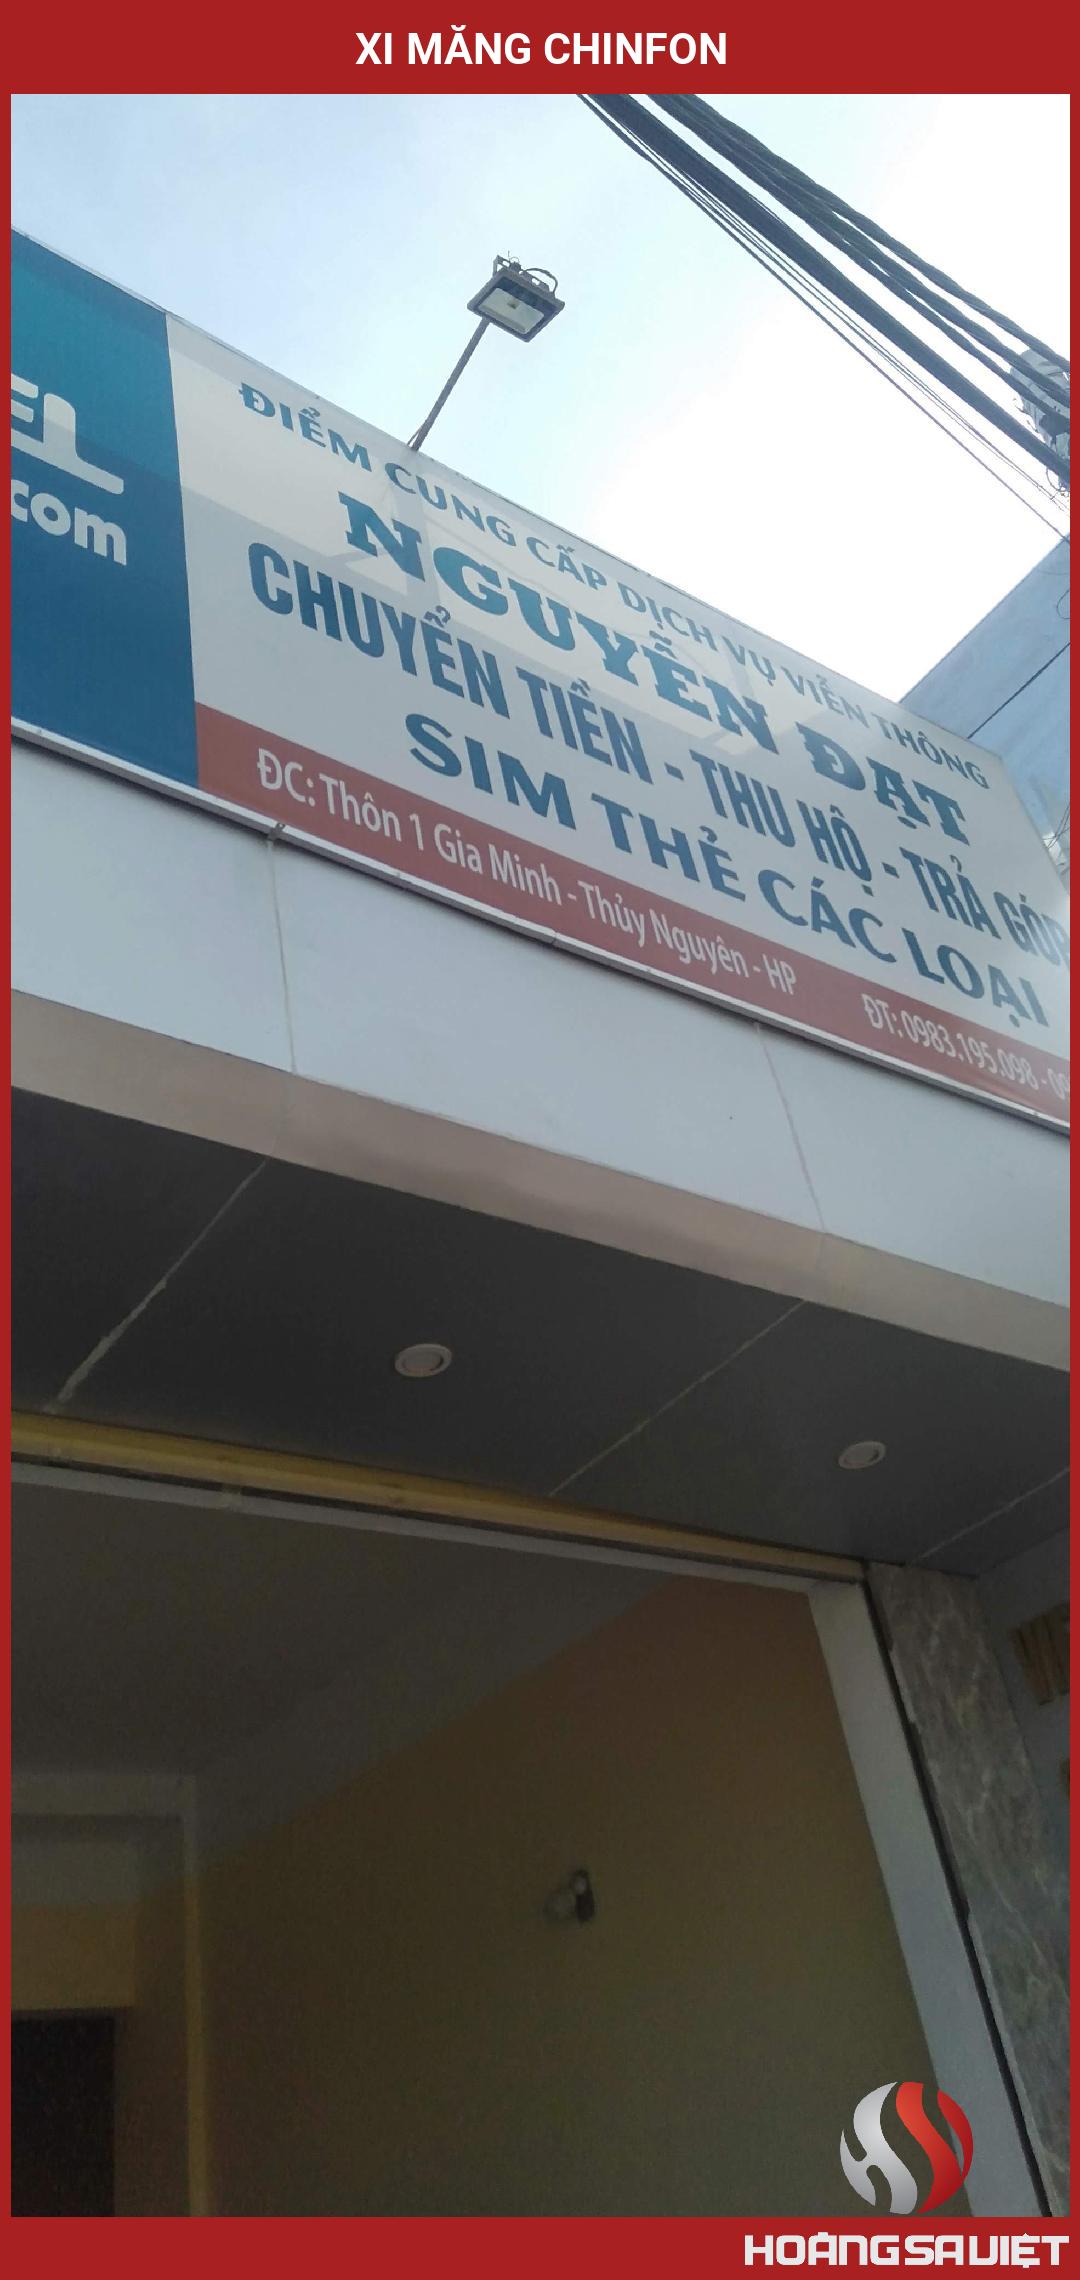 XI MĂNG CHINFON
EL
com
ĐIỂM CUNG CẤP DỊCH VỤ VIỄN THÔNG
NGUYỄN ĐẠT
CHUYỂN TIỀN - THU HỘ - TRẢ GÓP
SIM THẺ CÁC LOẠI
ĐC: Thôn 1 Gia Minh - Thủy Nguyên - HP ĐT: 0983.195.098 - 09
HOÀNG SA VIỆT